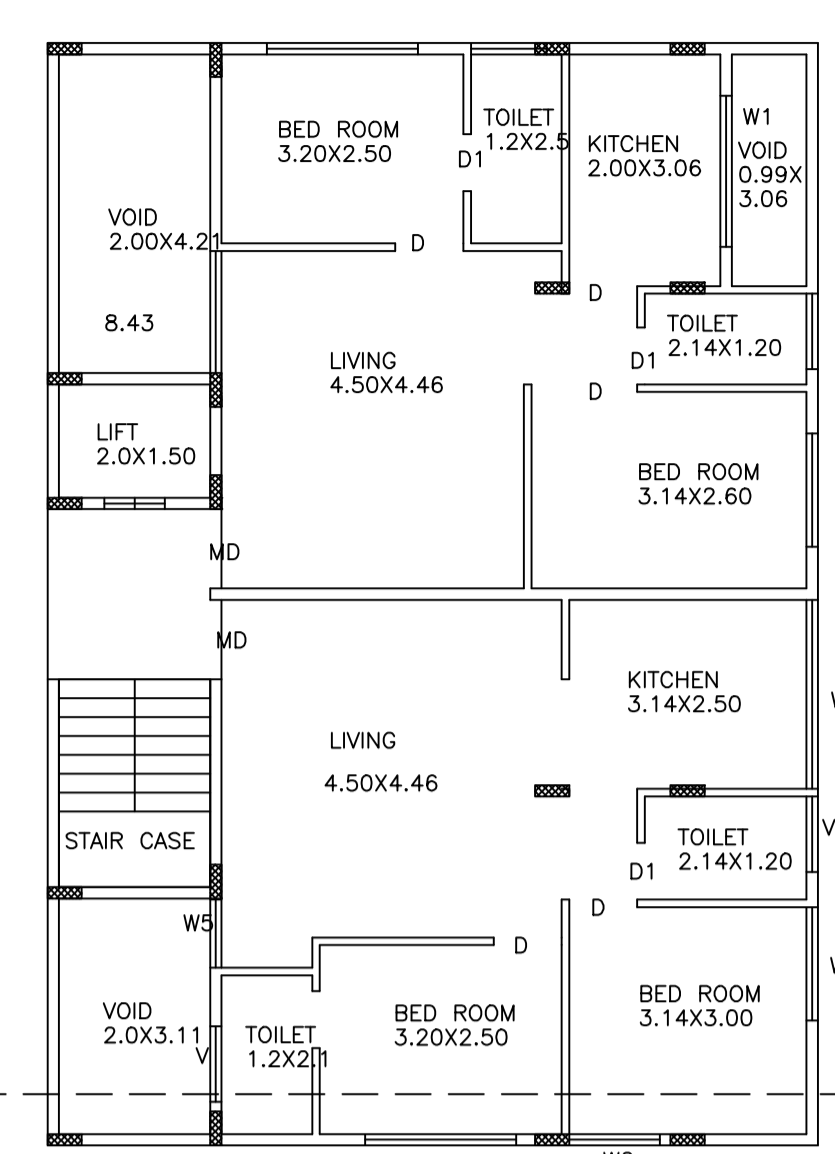 W1
BED ROOM
3.20X2.50
TOILET
1.2X2.5
D1
KITCHEN
2.00X3.06
VOID
0.99X
3.06
VOID
2.00X4.21
D
D
8.43
TOILET
2.14X1.20
LIVING
4.50X4.46
D1
D
LIFT
2.0X1.50
BED ROOM
3.14X2.60
MD
MD
KITCHEN
3.14X2.50
LIVING
4.50X4.46
STAIR CASE
TOILET
2.14X1.20
V
D1
D
W5
D
VOID
2.0X3.11
V
TOILET
1.2X2.1
BED ROOM
3.20X2.50
BED ROOM
3.14X3.00